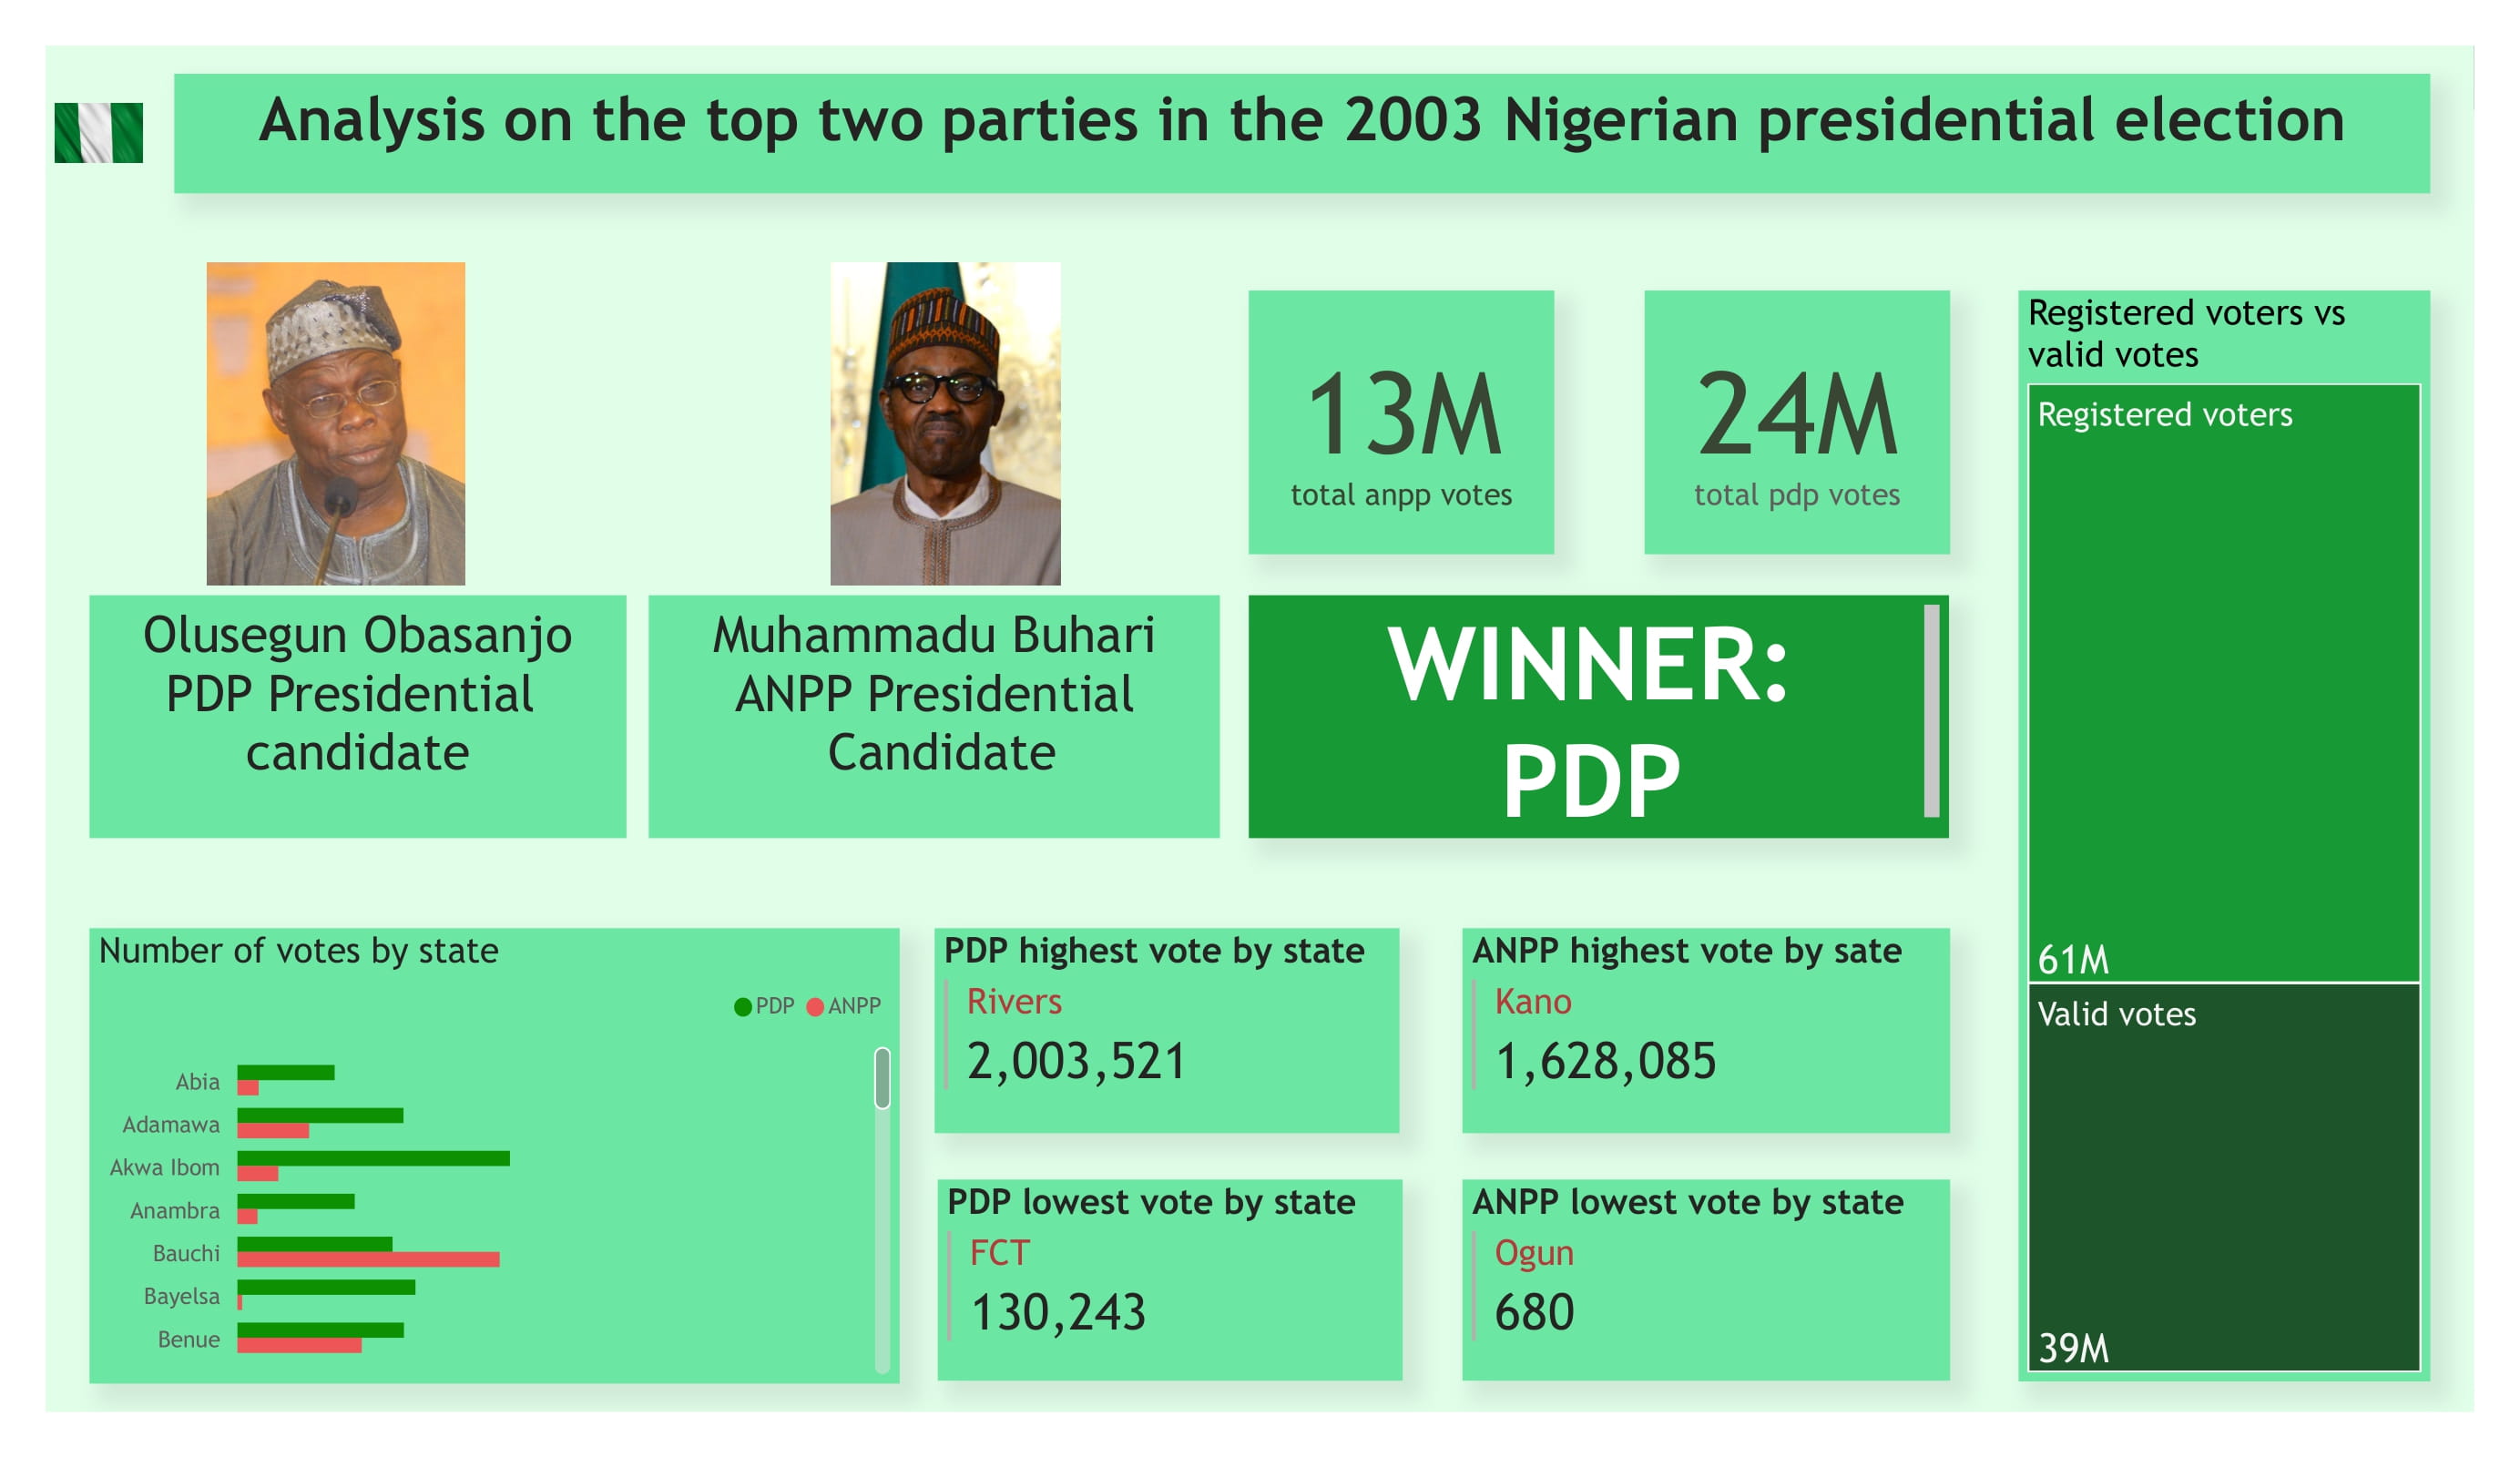 Analysis on the top two parties in the 2003 Nigerian presidential election
Olusegun Obasanjo
PDP Presidential
candidate
Muhammadu Buhari
ANPP Presidential
Candidate
13M
total anpp votes
24M
total pdp votes
WINNER:
PDP
Registered voters vs
valid votes
Registered voters
61M
Valid votes
39M
Number of votes by state
PDP ANPP
Abia
Adamawa
Akwa Ibom
Anambra
Bauchi
Bayelsa
Benue
PDP highest vote by state
Rivers
2,003,521
ANPP highest vote by sate
Kano
1,628,085
PDP lowest vote by state
FCT
130,243
ANPP lowest vote by state
Ogun
680